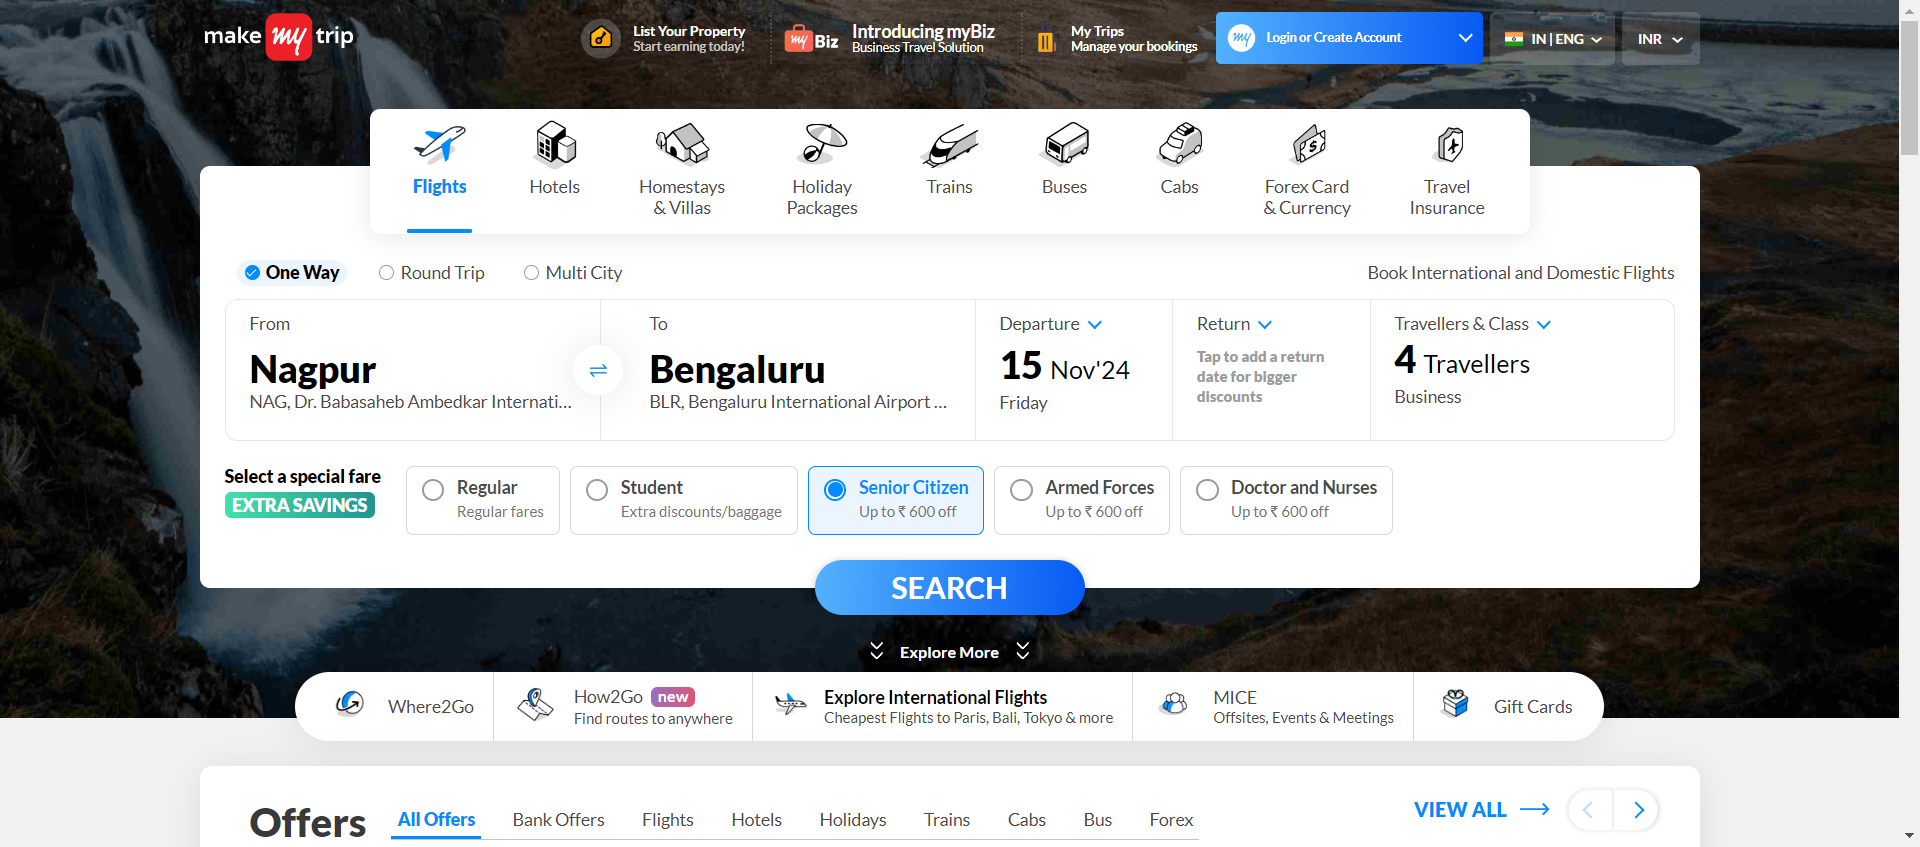 make my trip
List Your Property
Start earning today!
my Biz
Introducing myBiz
Business Travel Solution
My Trips
Manage your bookings
my Login or Create Account
IN | ENG
INR
Flights
Hotels
Homestays
& Villas
Holiday
Packages
Trains
Buses
Cabs
Forex Card
& Currency
Travel
Insurance
One Way
Round Trip
Multi City
Book International and Domestic Flights
From
Nagpur
NAG, Dr. Babasaheb Ambedkar Internati...
To
Bengaluru
BLR, Bengaluru International Airport ...
Departure
15 Nov'24
Friday
Return
Tap to add a return
date for bigger
discounts
Travellers & Class
4 Travellers
Business
Select a special fare
EXTRA SAVINGS
Regular
Regular fares
Student
Extra discounts/baggage
Senior Citizen
Up to ₹ 600 off
Armed Forces
Up to ₹ 600 off
Doctor and Nurses
Up to ₹ 600 off
SEARCH
Explore More
Where2Go
How2Go new
Find routes to anywhere
Explore International Flights
Cheapest Flights to Paris, Bali, Tokyo & more
MICE
Offsites, Events & Meetings
Gift Cards
Offers
All Offers
Bank Offers
Flights
Hotels
Holidays
Trains
Cabs
Bus
Forex
VIEW ALL